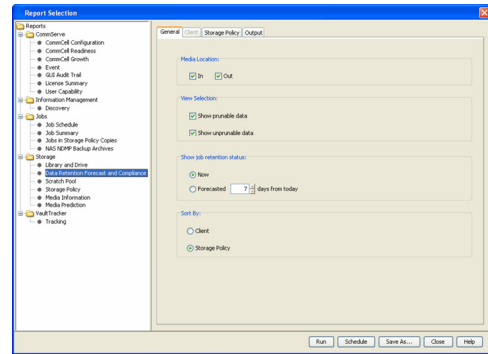 Report Selection
Reports
CommServe
CommCell Configuration
CommCell Readiness
CommCell Growth
Event
GUI Audit Trail
License Summary
User Capability
Information Management
Discovery
Jobs
Job Schedule
Job Summary
Jobs in Storage Policy Copies
NAS NDMP Backup Archives
Storage
Library and Drive
Data Retention Forecast and Compliance
Scratch Pool
Storage Policy
Media Information
Media Prediction
VaultTracker
Tracking
General Client Storage Policy Output
Media Location:
In Out
View Selection:
Show prunable data
Show unprunable data
Show job retention status:
Now
Forecasted 7 days from today
Sort By:
Client
Storage Policy
Run Schedule Save As... Close Help